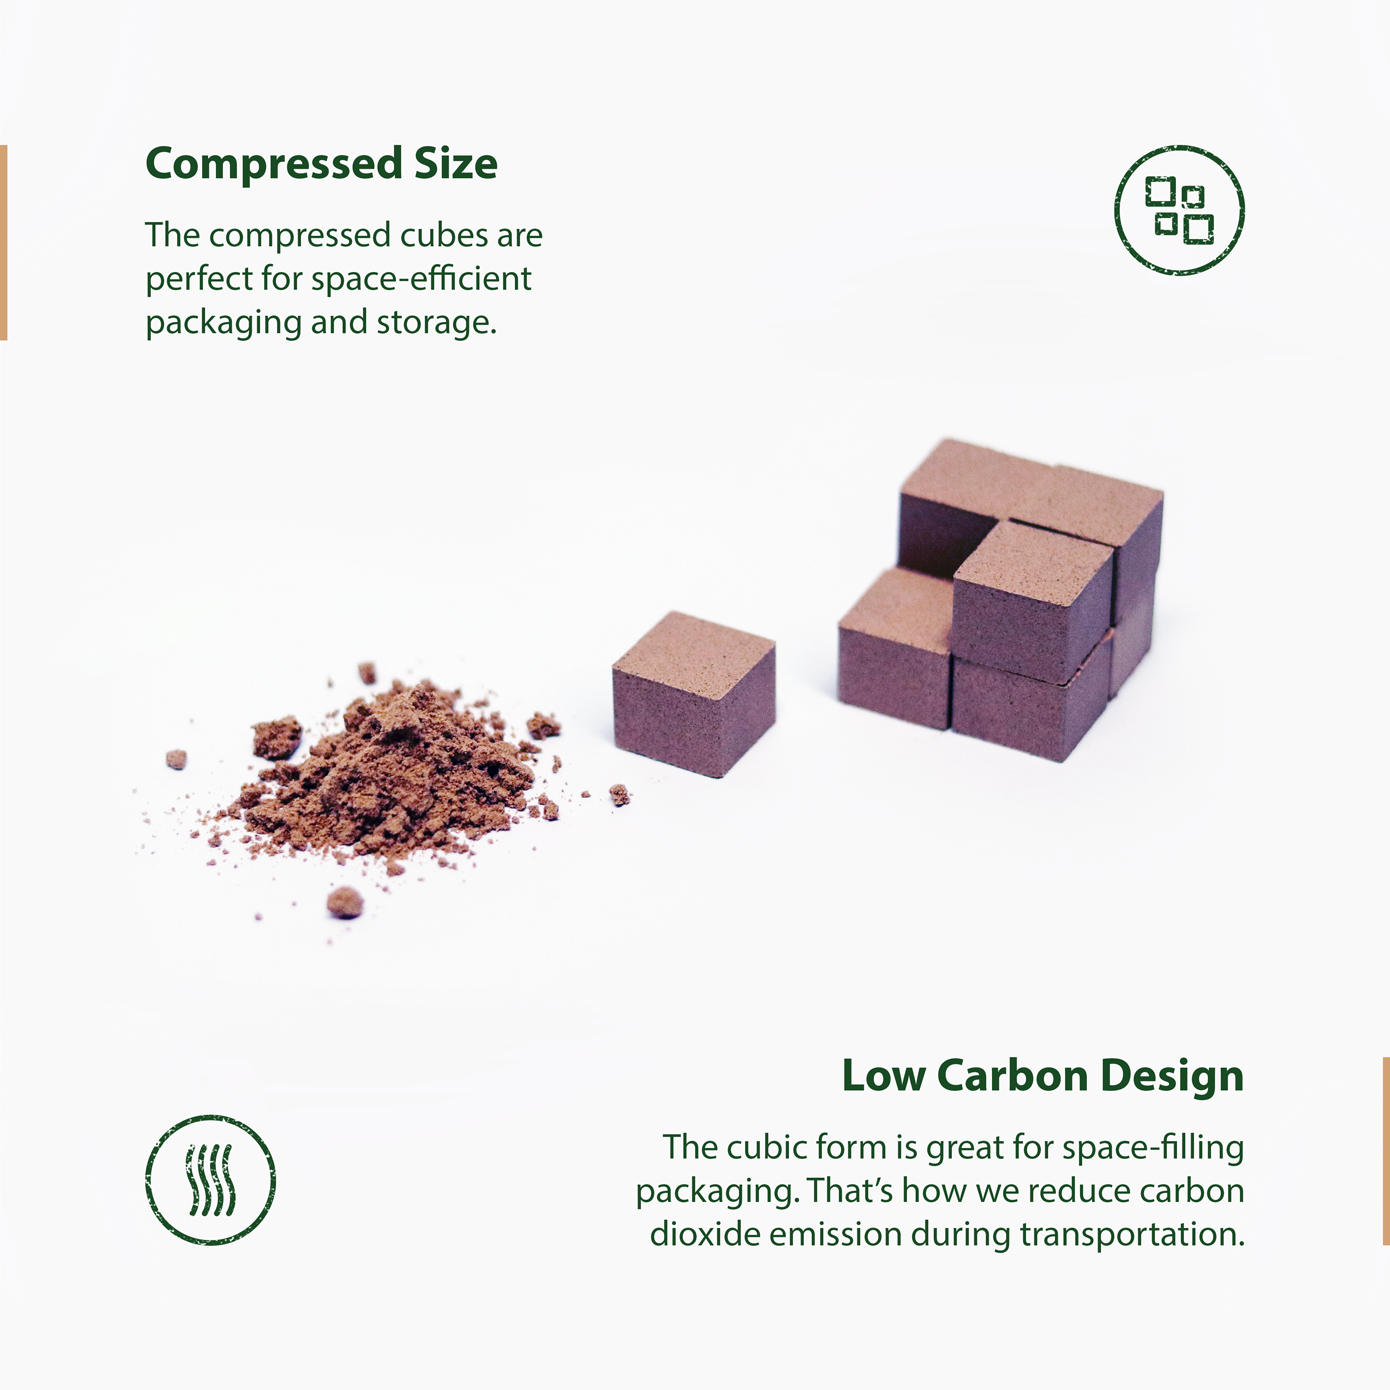 Compressed Size
The compressed cubes are
perfect for space-efficient
packaging and storage.
Low Carbon Design
The cubic form is great for space-filling
packaging. That’s how we reduce carbon
dioxide emission during transportation.